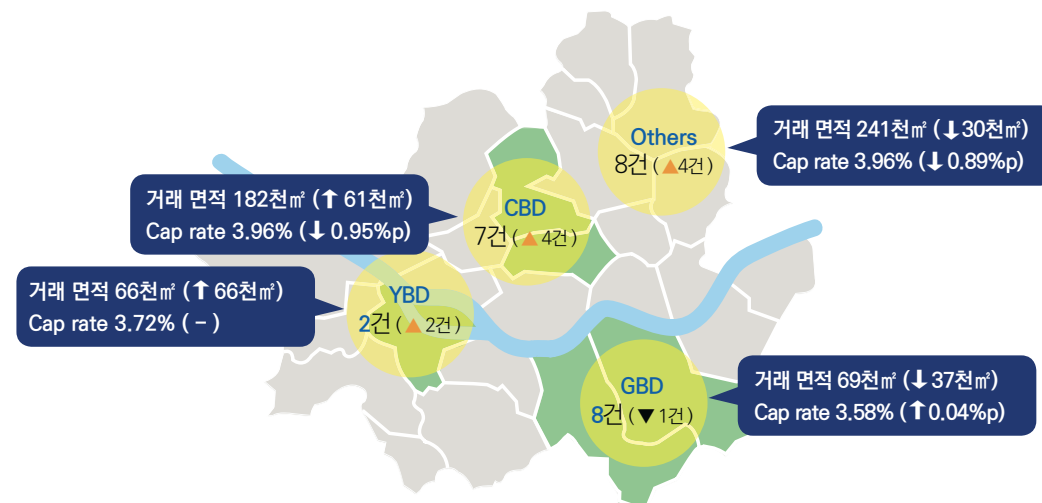 Others
8건 ( ▲4건)
거래 면적 241천㎡ (↓30천㎡)
Cap rate 3.96% (↓ 0.89%p)
거래 면적 182천㎡ (↑ 61천㎡)
Cap rate 3.96% (↓ 0.95%p)
CBD
7건 ( ▲ 4건)
거래 면적 66천㎡ (↑ 66천㎡)
Cap rate 3.72% ( - )
YBD
2건 ( ▲ 2건)
GBD
8건 (▼ 1건)
거래 면적 69천㎡ (↓ 37천㎡)
Cap rate 3.58% (↑0.04%p)